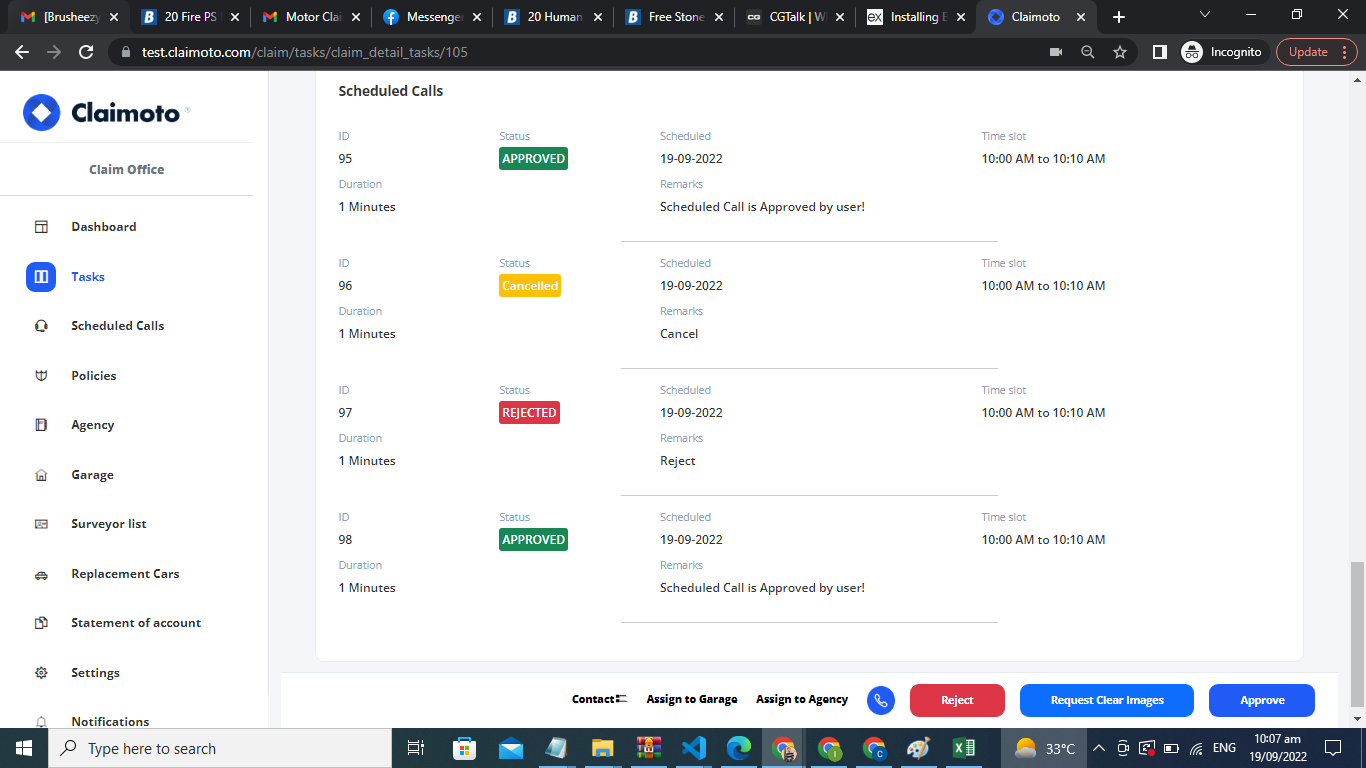 [Brusheezy
20 Fire PS
Motor Clai
Messenger
20 Human
Free Stone
CGTalk | W
Installing E
Claimoto
test.claimoto.com/claim/tasks/claim_detail_tasks/105
Incognito
Update
Claimoto
Claim Office
Dashboard
Tasks
Scheduled Calls
Policies
Agency
Garage
Surveyor list
Replacement Cars
Statement of account
Settings
Notifications
Scheduled Calls
ID Status Scheduled Time slot
95 APPROVED 19-09-2022 10:00 AM to 10:10 AM
Duration Remarks
1 Minutes Scheduled Call is Approved by user!
ID Status Scheduled Time slot
96 Cancelled 19-09-2022 10:00 AM to 10:10 AM
Duration Remarks
1 Minutes Cancel
ID Status Scheduled Time slot
97 REJECTED 19-09-2022 10:00 AM to 10:10 AM
Duration Remarks
1 Minutes Reject
ID Status Scheduled Time slot
98 APPROVED 19-09-2022 10:00 AM to 10:10 AM
Duration Remarks
1 Minutes Scheduled Call is Approved by user!
Contact Assign to Garage Assign to Agency Reject Request Clear Images Approve
Type here to search
33°C
ENG
10:07 am
19/09/2022